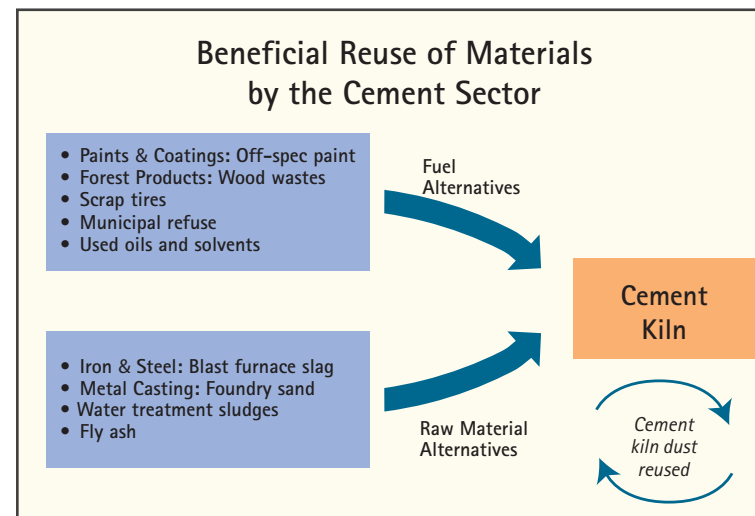 Beneficial Reuse of Materials
by the Cement Sector
• Paints & Coatings: Off-spec paint
• Forest Products: Wood wastes
• Scrap tires
• Municipal refuse
• Used oils and solvents
Fuel
Alternatives
Cement
Kiln
• Iron & Steel: Blast furnace slag
• Metal Casting: Foundry sand
• Water treatment sludges
• Fly ash
Raw Material
Alternatives
Cement
kiln dust
reused